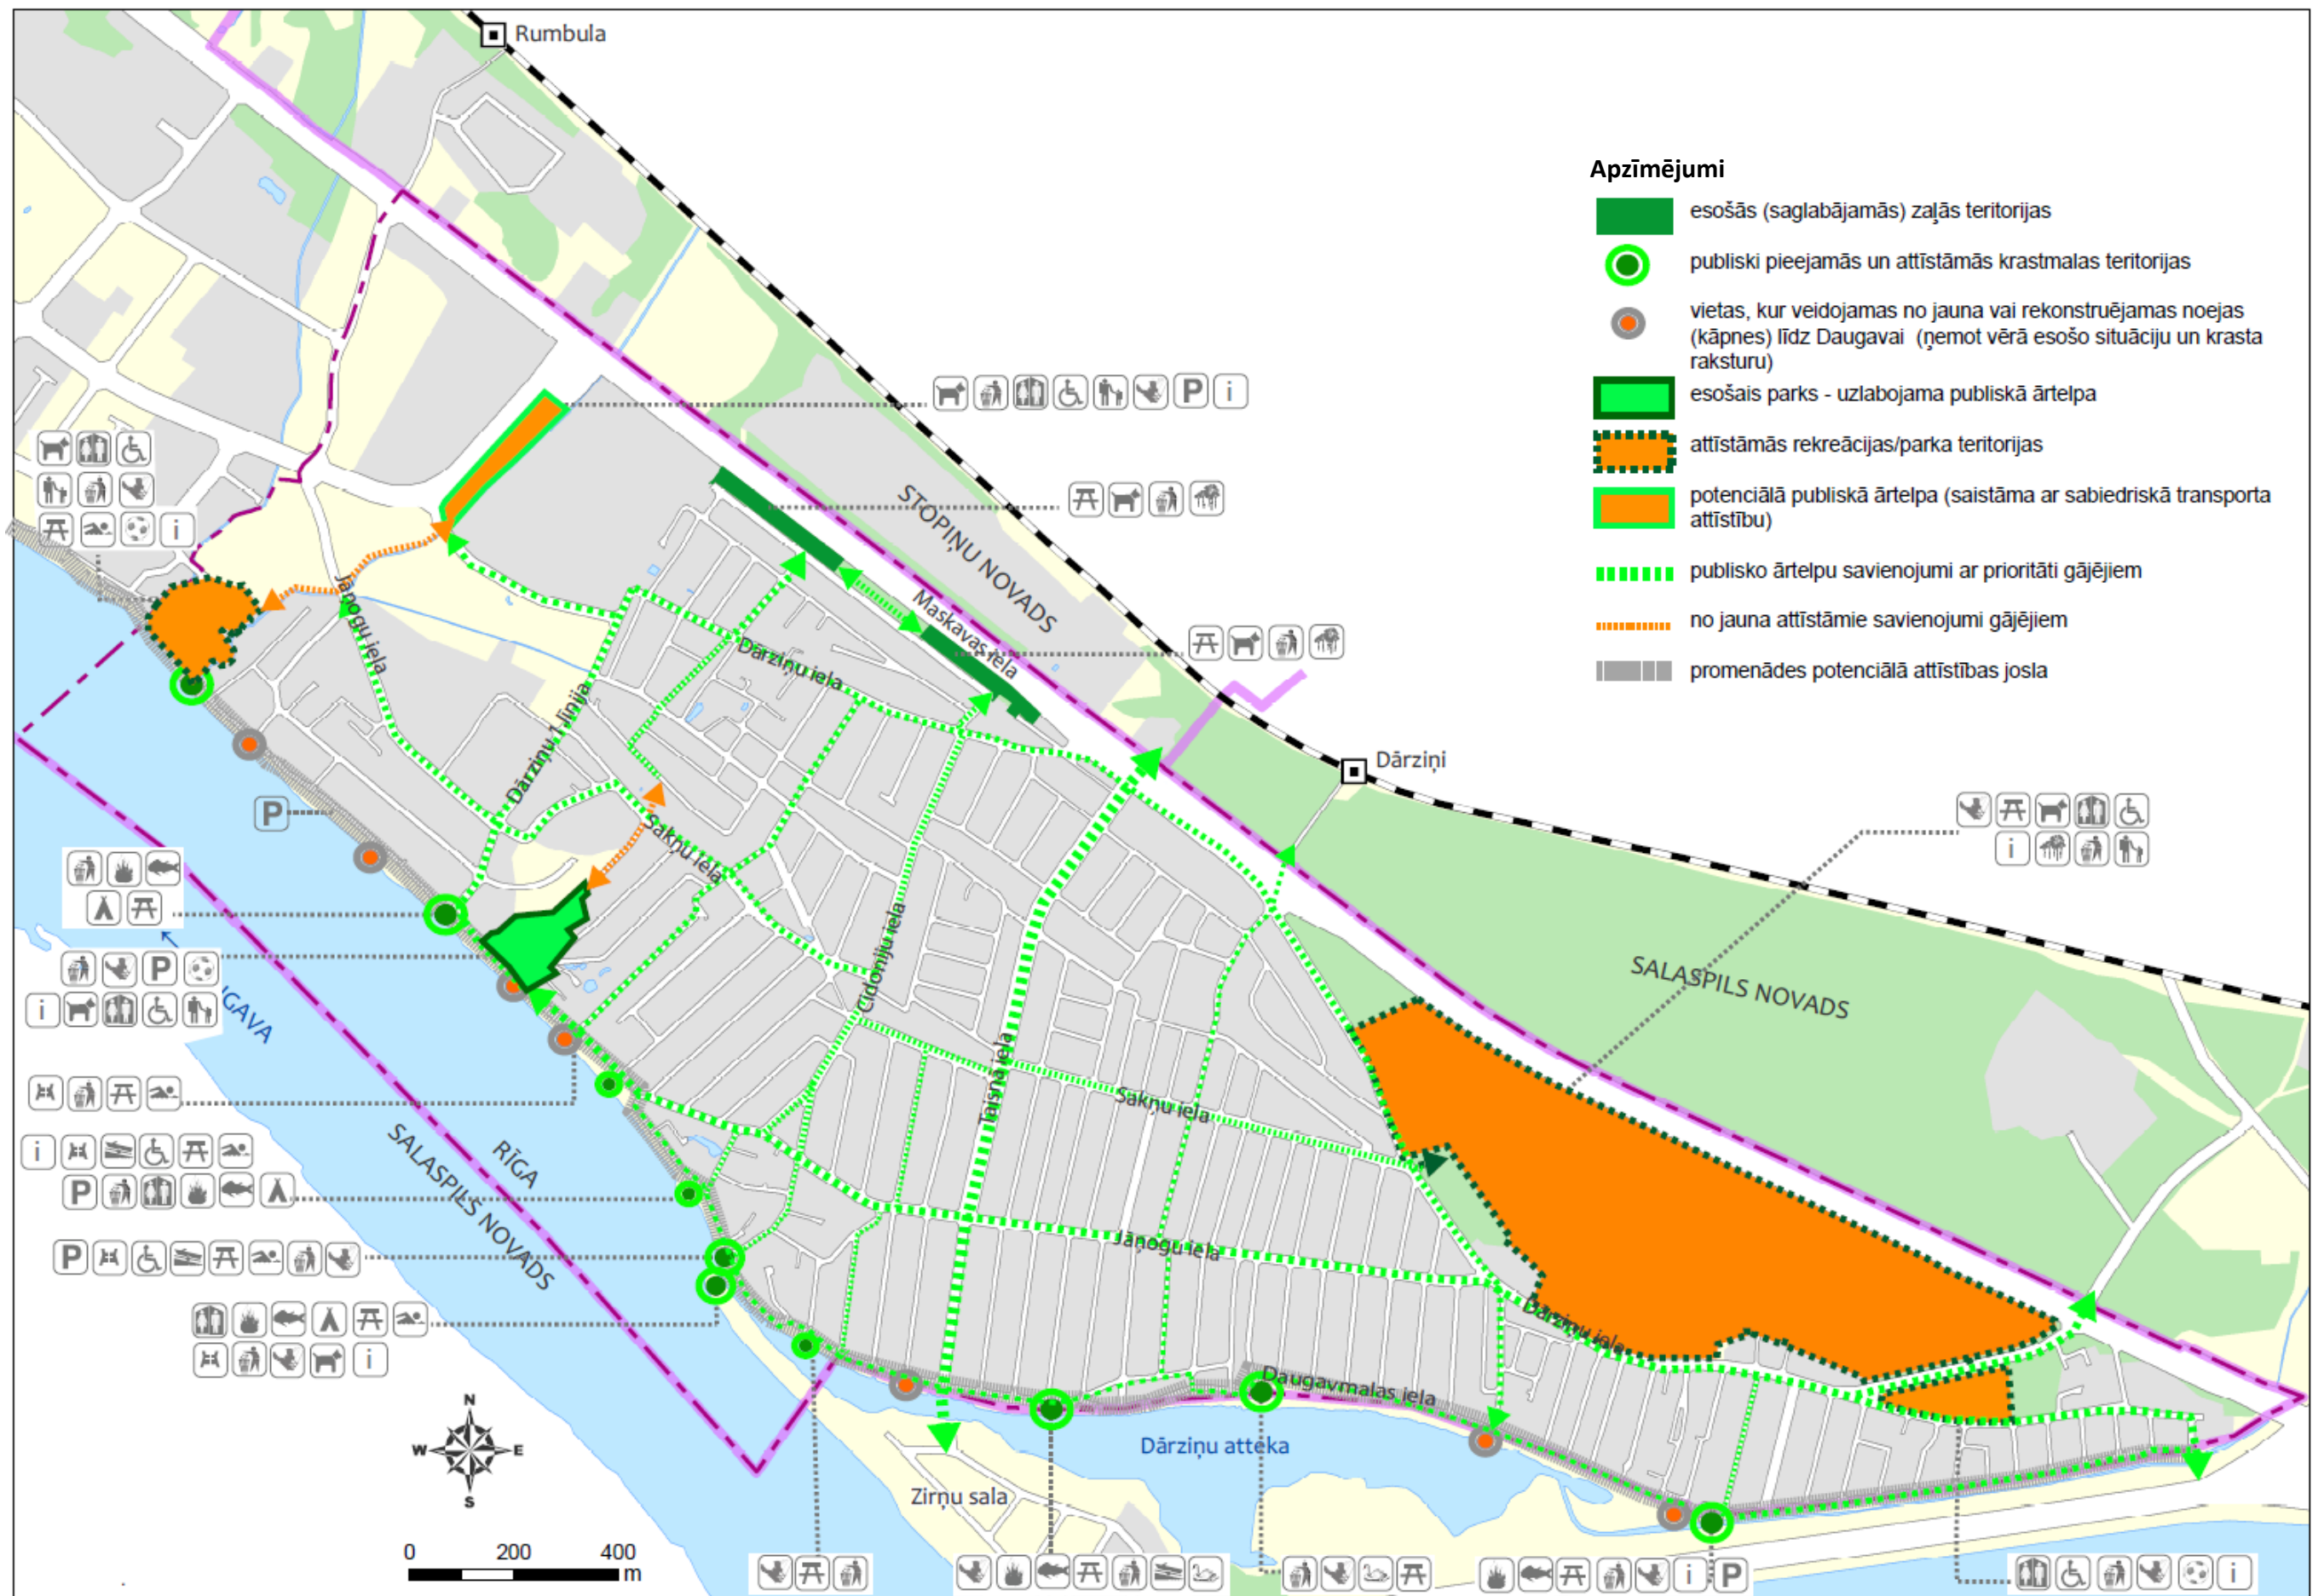 Rumbula
Apzīmējumi
esošās (saglabājamās) zaļās teritorijas
publiski pieejamās un attīstāmās krastmalas teritorijas
vietas, kur veidojamas no jauna vai rekonstruējamas noejas
(kāpnes) līdz Daugavai (ņemot vērā esošo situāciju un krasta
raksturu)
esošais parks - uzlabojama publiskā ārtelpa
attīstāmās rekreācijas/parka teritorijas
potenciālā publiskā ārtelpa (saistāma ar sabiedriskā transporta
attīstību)
publisko ārtelpu savienojumi ar prioritāti gājējiem
no jauna attīstāmie savienojumi gājējiem
promenādes potenciālā attīstības josla
P i
STOPIŅU NOVADS
i
Jāņogu iela
Maskavas iela
Dārziņu iela
Dārziņu 1.līnija
Dārziņi
P
Sakņu iela
i
Cidoniju iela
SALASPILS NOVADS
P
i
UGAVA
Taisnā iela
Sakņu iela
i
P
RĪGA
SALASPILS NOVADS
Jāņogu iela
P
i
Dārziņu iela
Daugavmalas iela
N
W E
S
Dārziņu atteka
Zirņu sala
0 200 400
m
i P
i